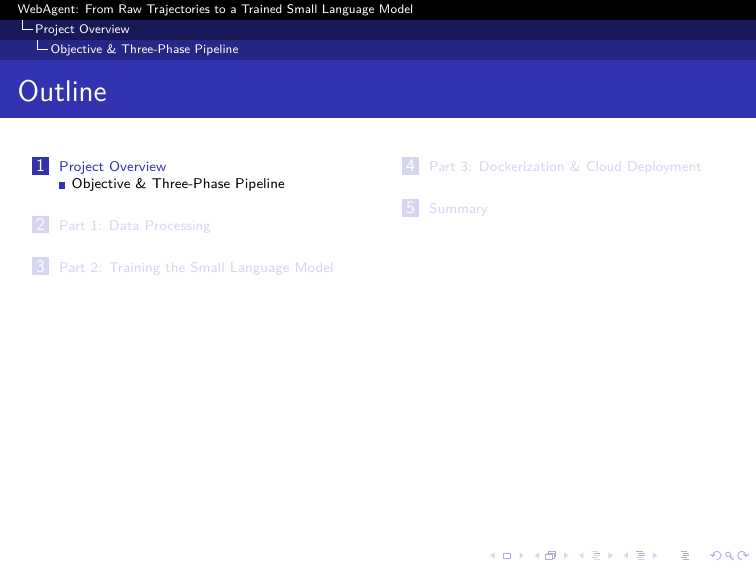 WebAgent: From Raw Trajectories to a Trained Small Language Model
Project Overview
Objective & Three-Phase Pipeline
Outline
1 Project Overview
Objective & Three-Phase Pipeline
2 Part 1: Data Processing
3 Part 2: Training the Small Language Model
4 Part 3: Dockerization & Cloud Deployment
5 Summary